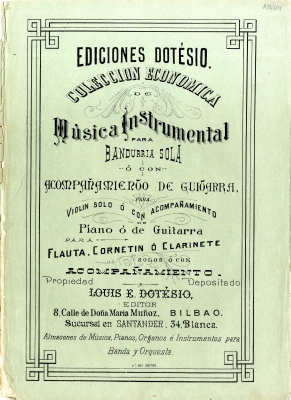 EDICIONES DOTÉSIO.
COLECCION ECONOMICA
DE
Música Instrumental
PARA
BANDURRIA SOLA
Ó CON
ACOMPAÑAMIENTO DE GUITARRA.
PARA
VIOLIN SOLO Ó CON ACOMPAÑAMIENTO
DE
Piano ó de Guitarra
PARA
FLAUTA, CORNETIN Ó CLARINETE
SOLOS Ó CON
ACOMPAÑAMIENTO.
Propiedad Depositado
LOUIS E. DOTÉSIO,
EDITOR
8, Calle de Doña María Muñoz, BILBAO.
Sucursal en SANTANDER, 34, Blanca.
Almacenes de Música, Pianos, Organos é Instrumentos para
Banda y Orquesta.